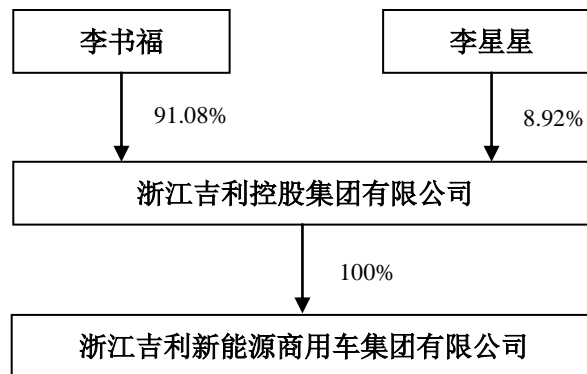 李书福
李星星
91.08%
8.92%
浙江吉利控股集团有限公司
100%
浙江吉利新能源商用车集团有限公司